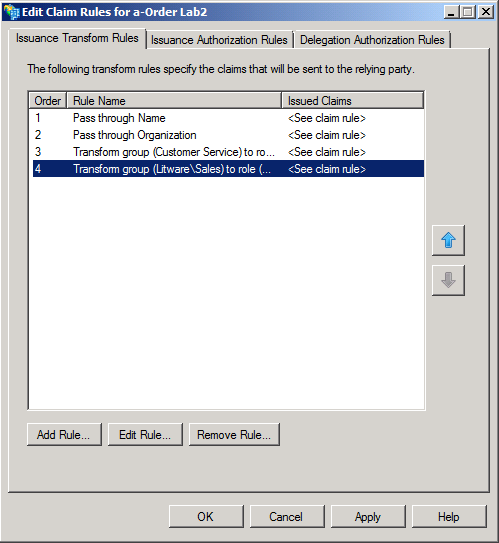 Edit Claim Rules for a-Order Lab2
Issuance Transform Rules Issuance Authorization Rules Delegation Authorization Rules
The following transform rules specify the claims that will be sent to the relying party.
Order Rule Name Issued Claims
1 Pass through Name <See claim rule>
2 Pass through Organization <See claim rule>
3 Transform group (Customer Service) to ro... <See claim rule>
4 Transform group (Litware\Sales) to role (... <See claim rule>
Add Rule... Edit Rule... Remove Rule...
OK Cancel Apply Help